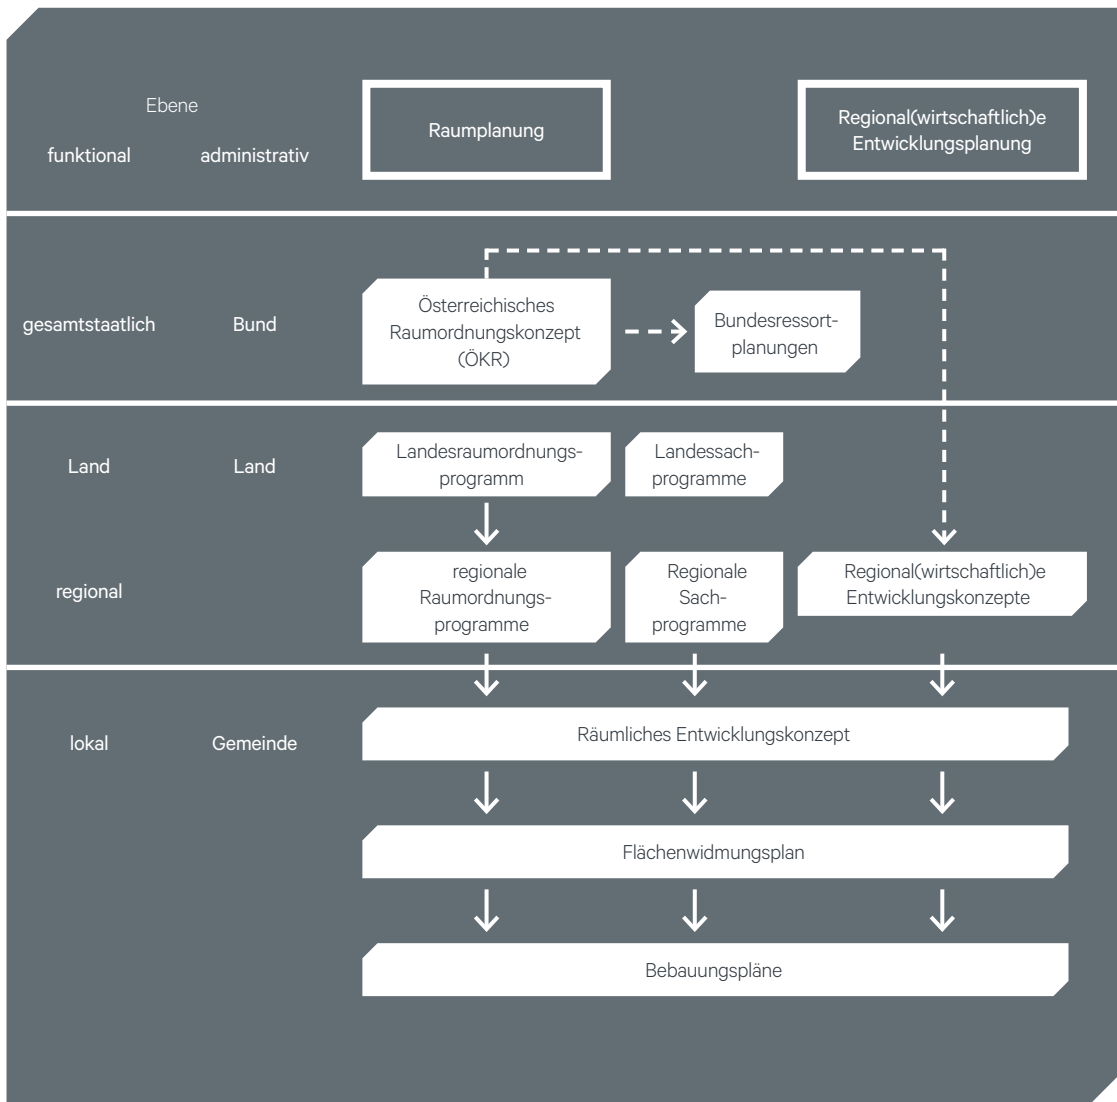 Ebene
funktional administrativ
Raumplanung
Regional(wirtschaftlich)e
Entwicklungsplanung
gesamtstaatlich
Bund
Österreichisches
Raumordnungskonzept
(ÖKR)
Bundesressort-
planungen
Land
Land
Landesraumordnungs-
programm
Landessach-
programme
regional
regionale
Raumordnungs-
programme
Regionale
Sach-
programme
Regional(wirtschaftlich)e
Entwicklungskonzepte
lokal
Gemeinde
Räumliches Entwicklungskonzept
Flächenwidmungsplan
Bebauungspläne